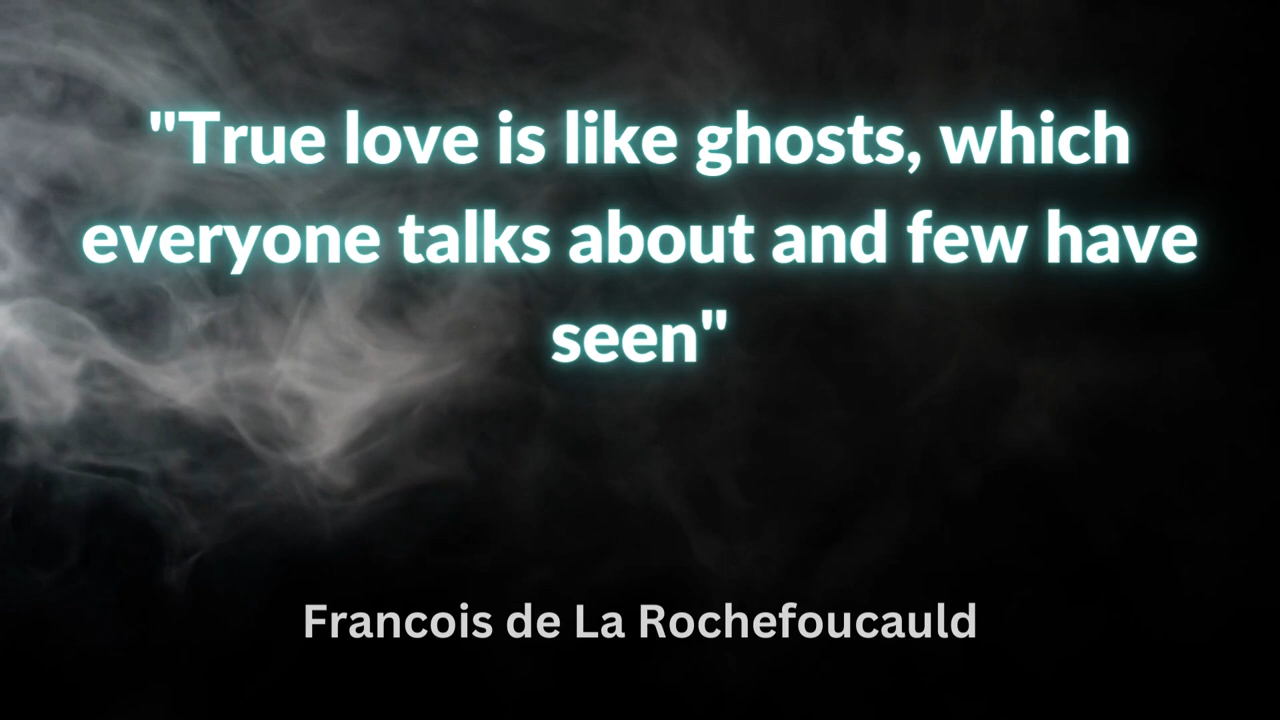 "True love is like ghosts, which
everyone talks about and few have
seen"
Francois de La Rochefoucauld